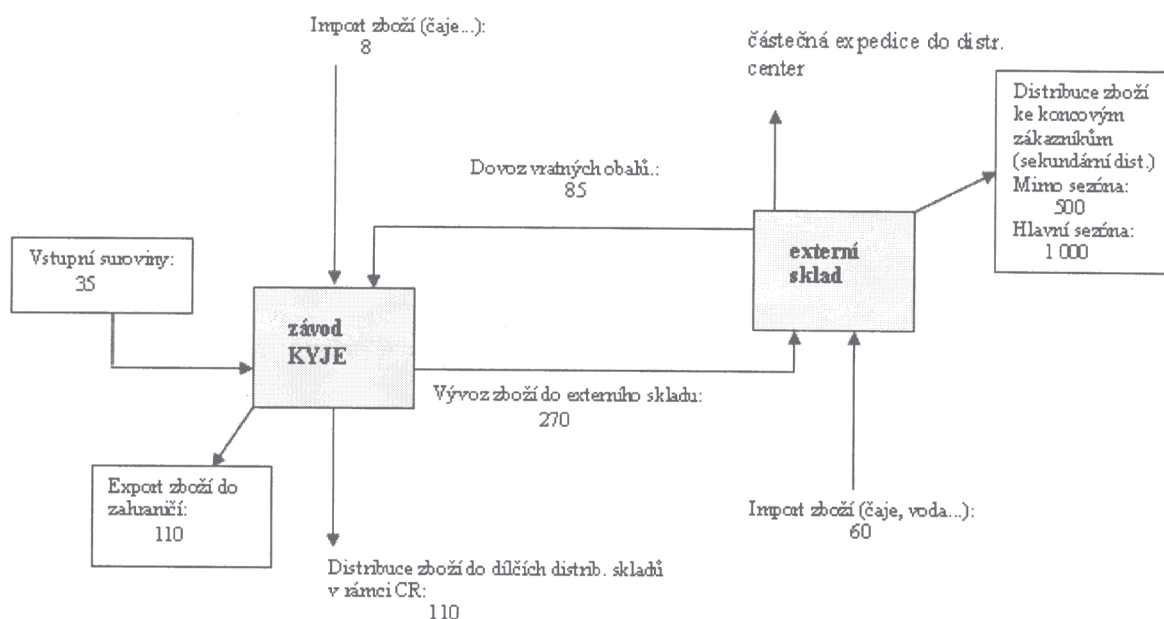 Import zboží (čaje...):
8
částečná expedice do distr.
center
Distribuce zboží
ke koncovým
zákazníkům
(sekundární dist.)
Mimo sezóna:
500
Hlavní sezóna:
1 000
Dovoz vratných obalů.:
85
externí
sklad
Vstupní suroviny:
35
závod
KYJE
Vývoz zboží do externího skladu:
270
Export zboží do
zahraničí:
110
Import zboží (čaje, voda...):
60
Distribuce zboží do dílčích distrib. skladů
v rámci CR:
110